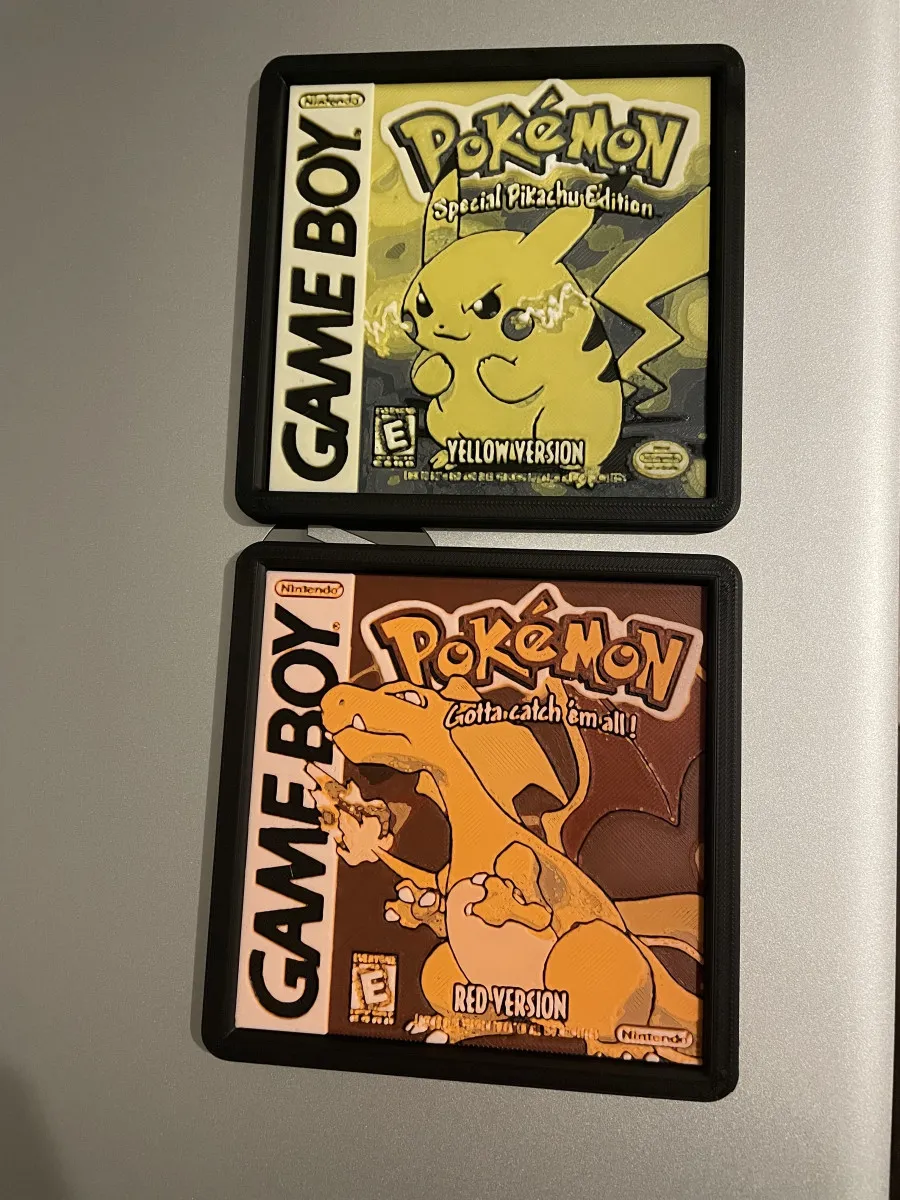 Nintendo
GAME BOY
POKéMON
Special Pikachu Edition
E
YELLOW VERSION
Nintendo
GAME BOY
POKéMON
Gotta catch 'em all!
EVERYONE
E
RED VERSION
Nintendo